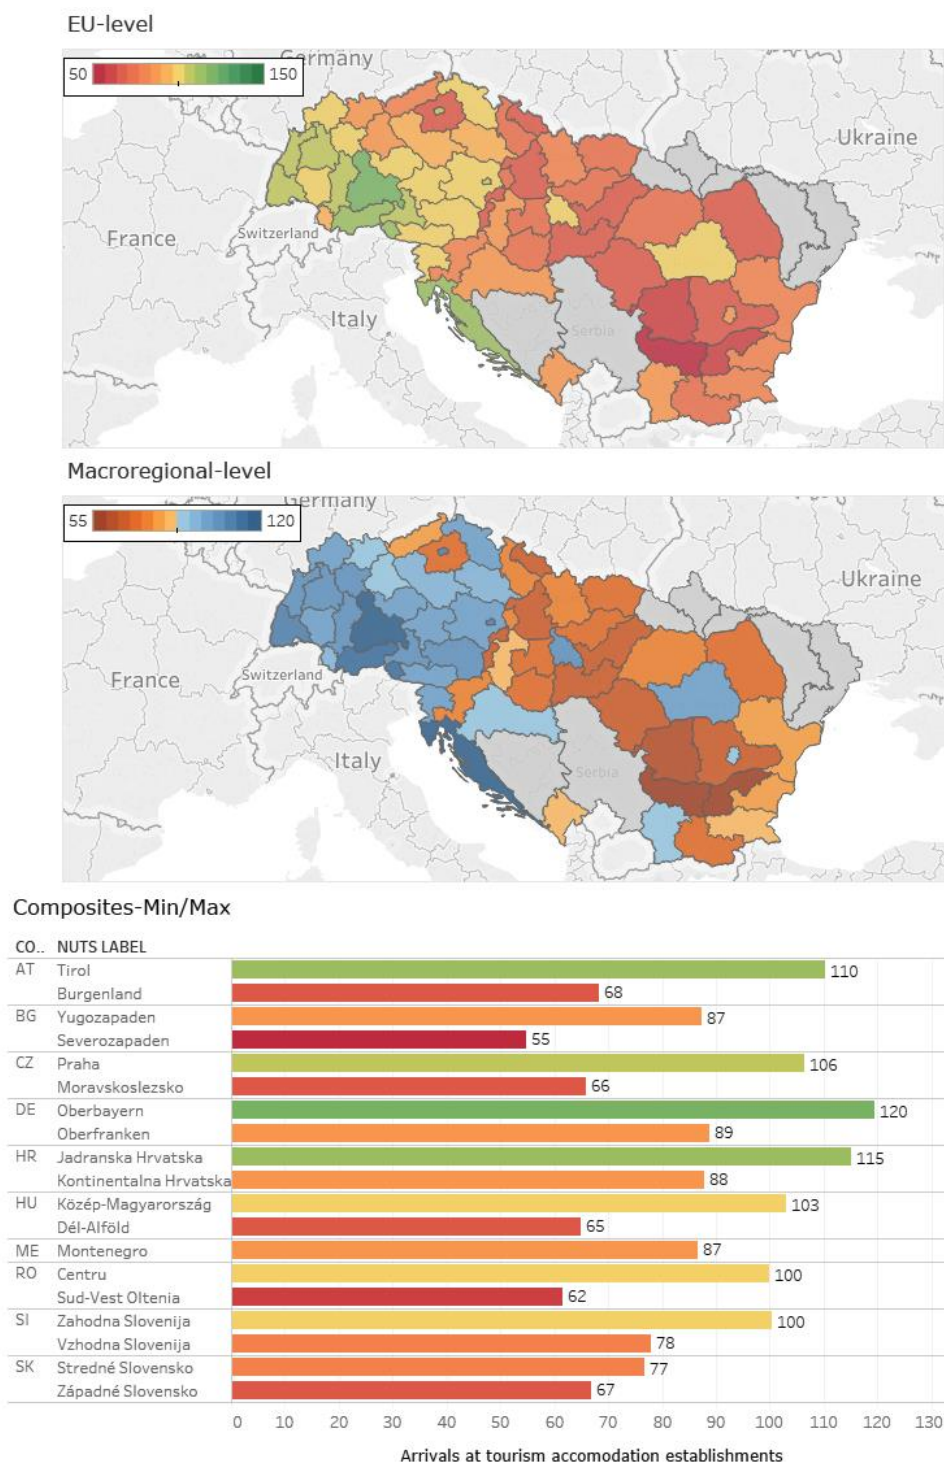 EU-level
50 150
Germany
Ukraine
France
Switzerland
Italy
Serbia
Macroregional-level
55 120
Germany
Ukraine
France
Switzerland
Italy
Serbia
Composites-Min/Max
CO.. NUTS LABEL
AT Tirol 110
Burgenland 68
BG Yugozapaden 87
Severozapaden 55
CZ Praha 106
Moravskoslezsko 66
DE Oberbayern 120
Oberfranken 89
HR Jadranska Hrvatska 115
Kontinentalna Hrvatska 88
HU Közép-Magyarország 103
Dél-Alföld 65
ME Montenegro 87
RO Centru 100
Sud-Vest Oltenia 62
SI Zahodna Slovenija 100
Vzhodna Slovenija 78
SK Stredné Slovensko 77
Západné Slovensko 67
0 10 20 30 40 50 60 70 80 90 100 110 120 130
Arrivals at tourism accomodation establishments